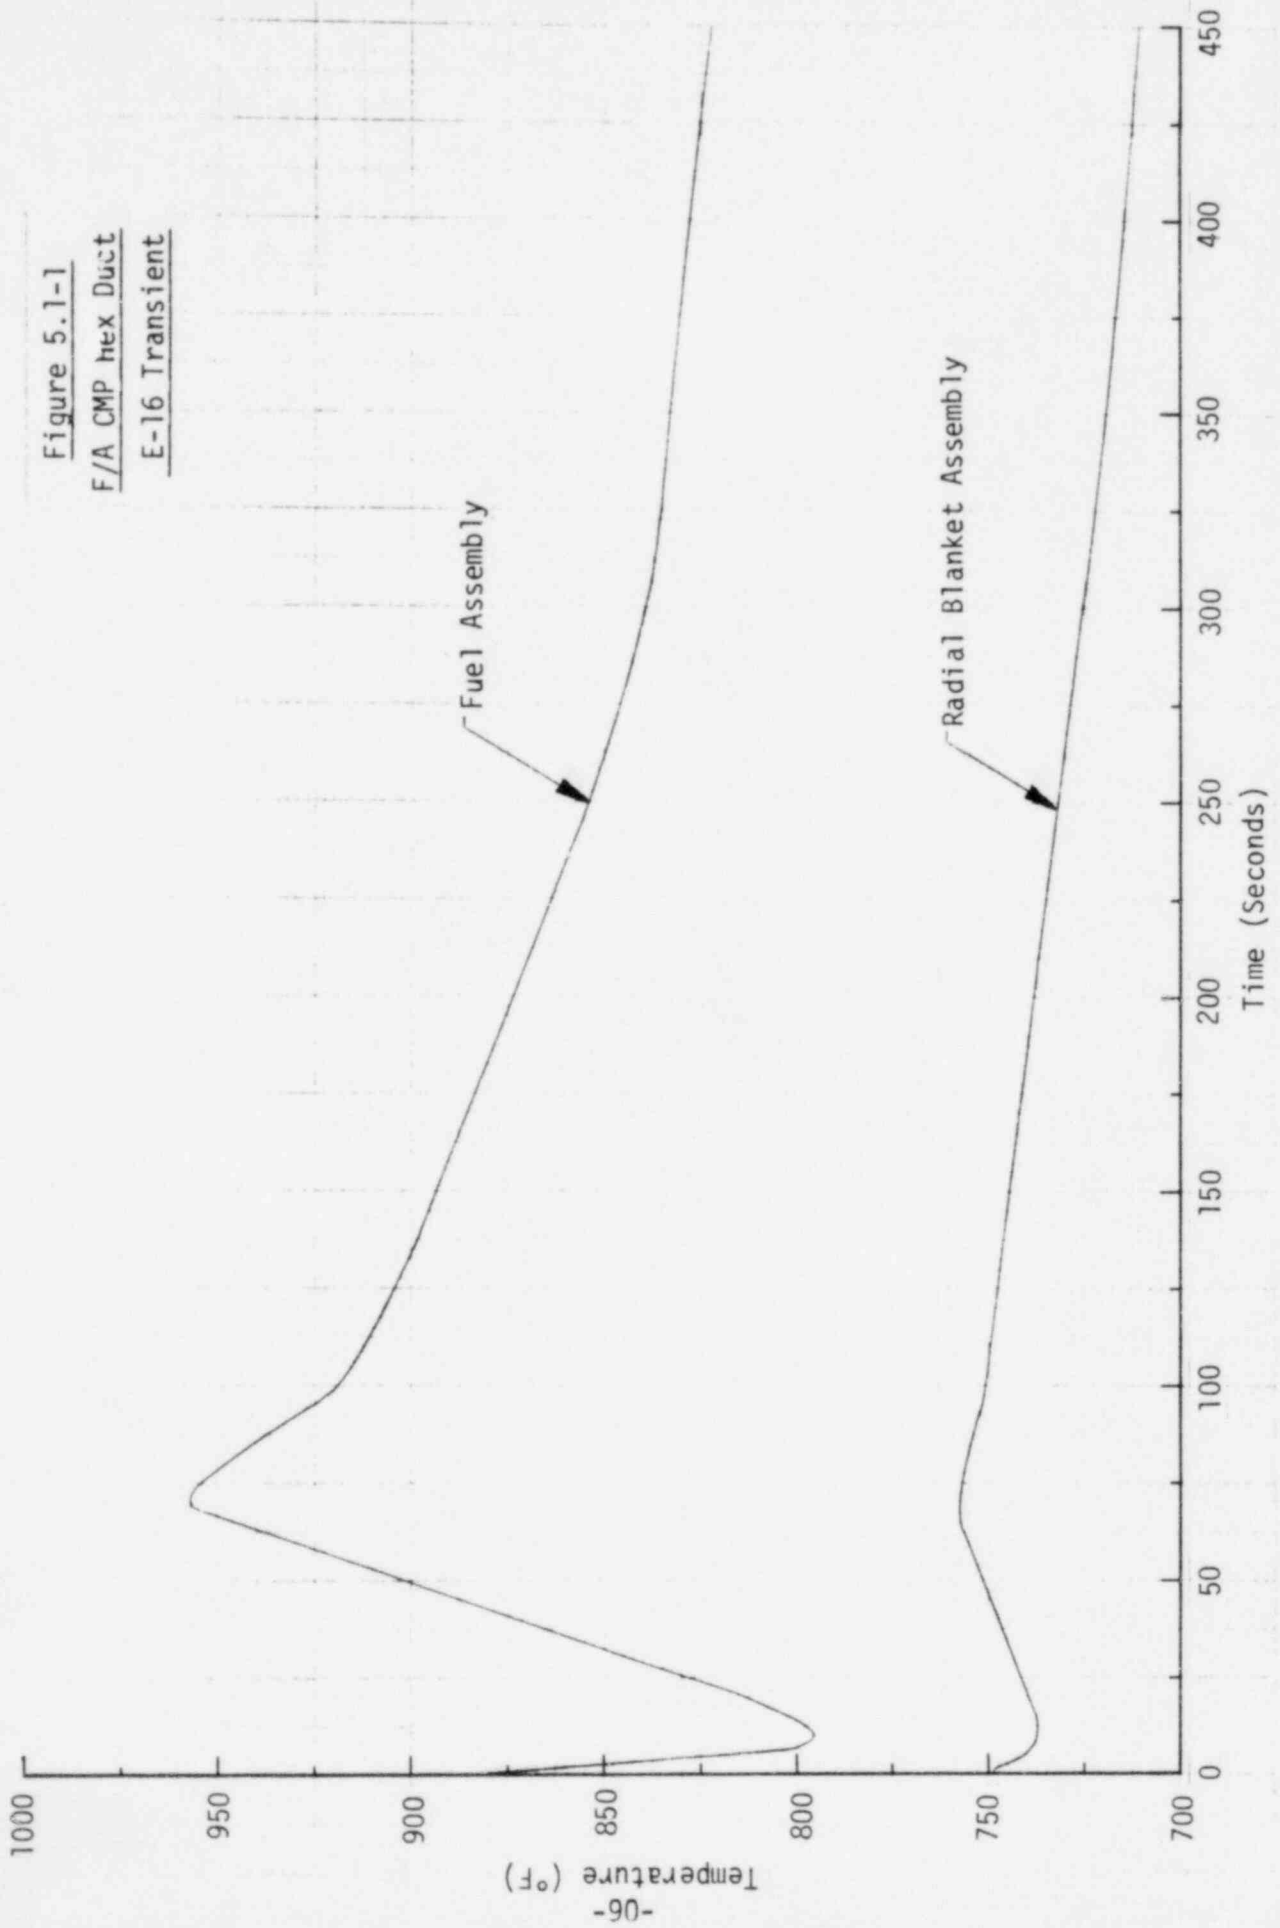 Figure 5.1-1
F/A CMP hex Duct
E-16 Transient
1000
950
900
850
800
750
700
Temperature (°F)
Fuel Assembly
Radial Blanket Assembly
0
50
100
150
200
250
300
350
400
450
Time (Seconds)
-90-